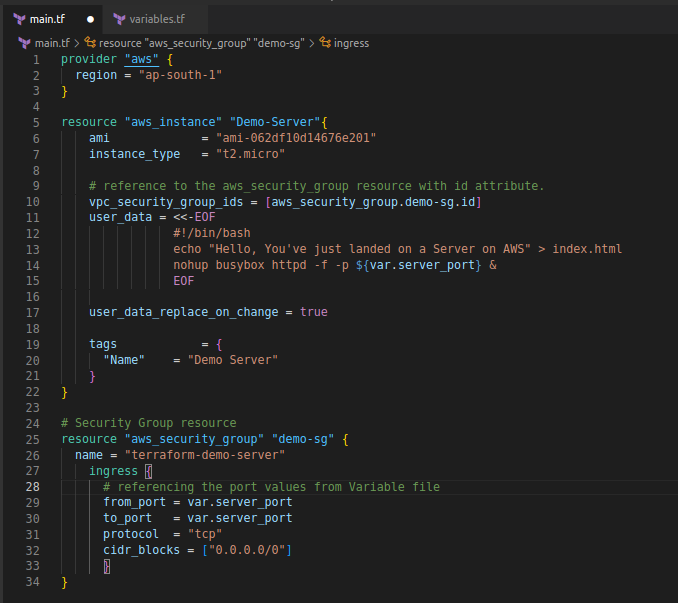 main.tf ● variables.tf
main.tf > resource "aws_security_group" "demo-sg" > ingress
1 provider "aws" {
2   region = "ap-south-1"
3 }
4
5 resource "aws_instance" "Demo-Server"{
6     ami             = "ami-062df10d14676e201"
7     instance_type   = "t2.micro"
8
9     # reference to the aws_security_group resource with id attribute.
10     vpc_security_group_ids = [aws_security_group.demo-sg.id]
11     user_data = <<-EOF
12                 #!/bin/bash
13                 echo "Hello, You've just landed on a Server on AWS" > index.html
14                 nohup busybox httpd -f -p ${var.server_port} &
15                 EOF
16
17     user_data_replace_on_change = true
18
19     tags            = {
20       "Name"    = "Demo Server"
21     }
22 }
23
24 # Security Group resource
25 resource "aws_security_group" "demo-sg" {
26   name = "terraform-demo-server"
27     ingress {
28       # referencing the port values from Variable file
29       from_port = var.server_port
30       to_port   = var.server_port
31       protocol  = "tcp"
32       cidr_blocks = ["0.0.0.0/0"]
33       }
34 }